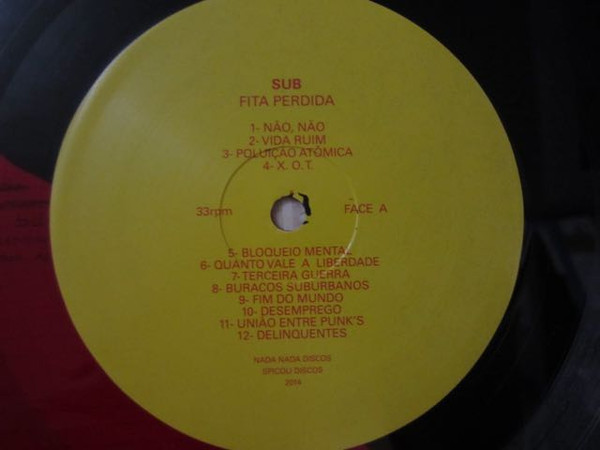 SUB
FITA PERDIDA
1- NÃO, NÃO
2- VIDA RUIM
3- POLUIÇÃO ATÔMICA
4- X. O.T.
33rpm
FACE A
5- BLOQUEIO MENTAL
6- QUANTO VALE A LIBERDADE
7- TERCEIRA GUERRA
8- BURACOS SUBURBANOS
9- FIM DO MUNDO
10- DESEMPREGO
11- UNIÃO ENTRE PUNK'S
12- DELINQUENTES
NADA NADA DISCOS
SPICOLI DISCOS
2014